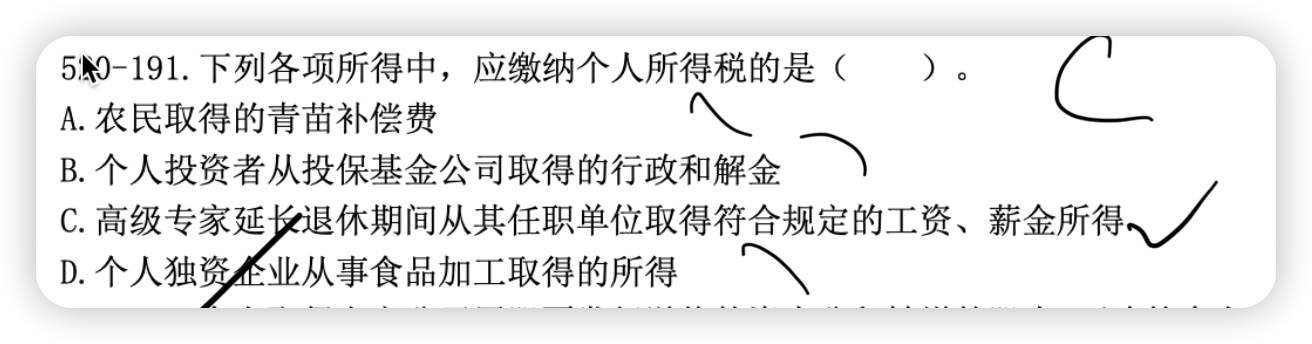 5 0-191.下列各项所得中，应缴纳个人所得税的是（　　）。
A.农民取得的青苗补偿费
B.个人投资者从投保基金公司取得的行政和解金
C.高级专家延长退休期间从其任职单位取得符合规定的工资、薪金所得
D.个人独资企业从事食品加工取得的所得
C